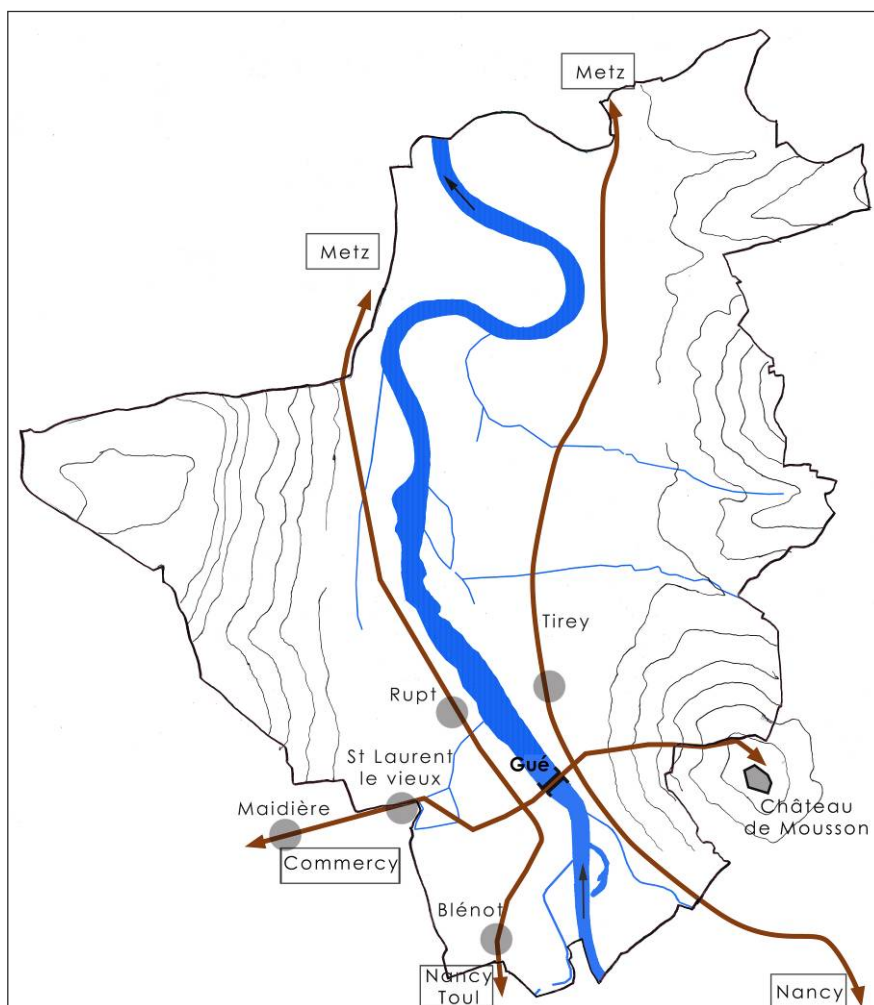 Metz
Metz
Tirey
Rupt
St Laurent
le vieux
Gué
Maidière
Château
de Mousson
Commercy
Blénot
Nancy
Toul
Nancy